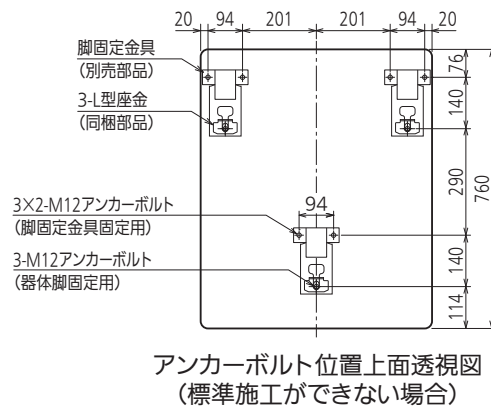 20 94 201 201 94 20
脚固定金具
(別売部品)
3-L型座金
(同梱部品)
76
140
290
760
3×2-M12アンカーボルト
(脚固定金具固定用)
94
3-M12アンカーボルト
(器体脚固定用)
140
114
アンカーボルト位置上面透視図
(標準施工ができない場合)